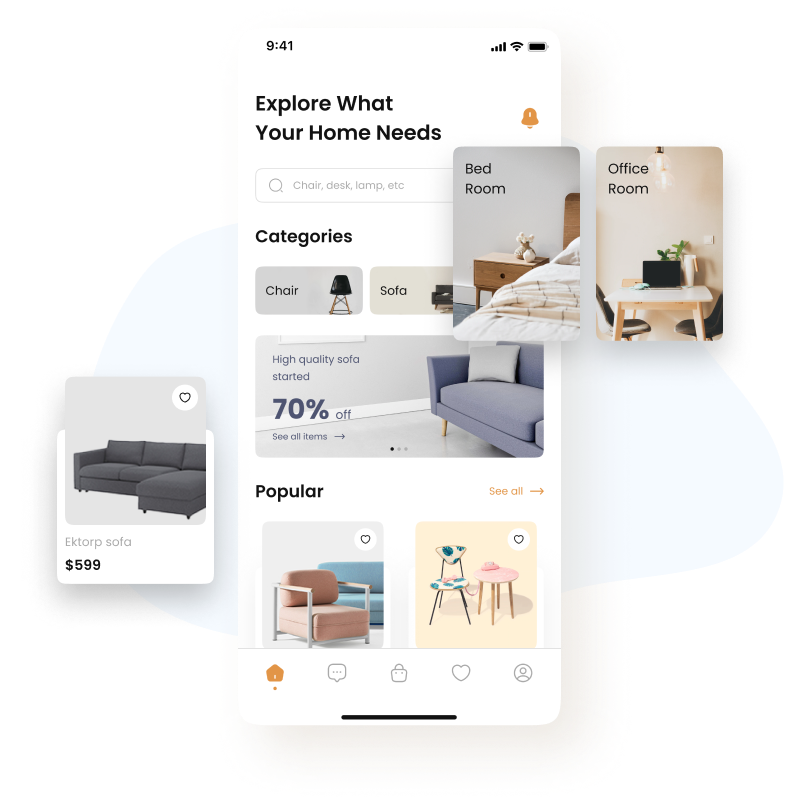 9:41
Explore What
Your Home Needs
Chair, desk, lamp, etc
Bed
Room
Office
Room
Categories
Chair
Sofa
High quality sofa
started
70% off
See all items
Popular
See all
Ektorp sofa
$599